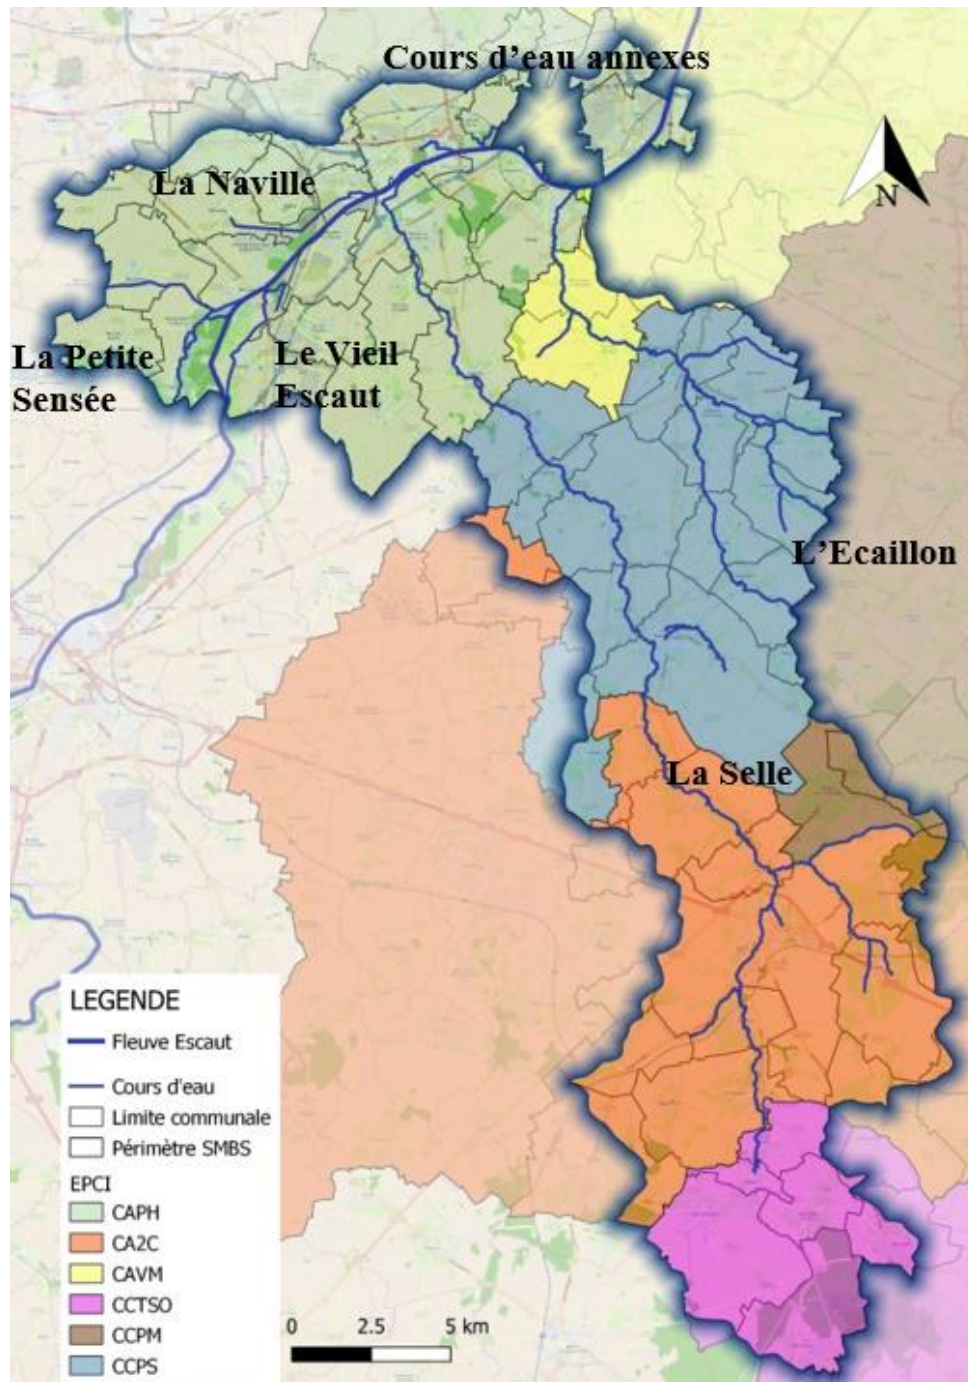 Cours d'eau annexes
La Naville
N
La Petite
Sensée
Le Vieil
Escaut
L'Ecaillon
La Selle
LEGENDE
Fleuve Escaut
Cours d'eau
Limite communale
Périmètre SMBS
EPCI
CAPH
CA2C
CAVM
CCTSO
CCPM
CCPS
0 2.5 5 km